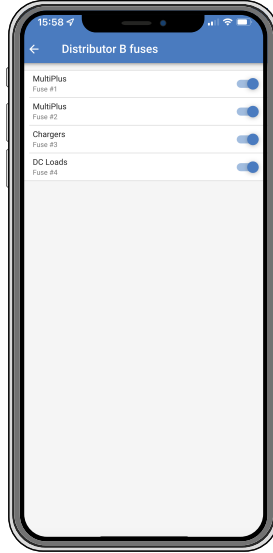 15:58
Distributor B fuses
MultiPlus
Fuse #1
MultiPlus
Fuse #2
Chargers
Fuse #3
DC Loads
Fuse #4